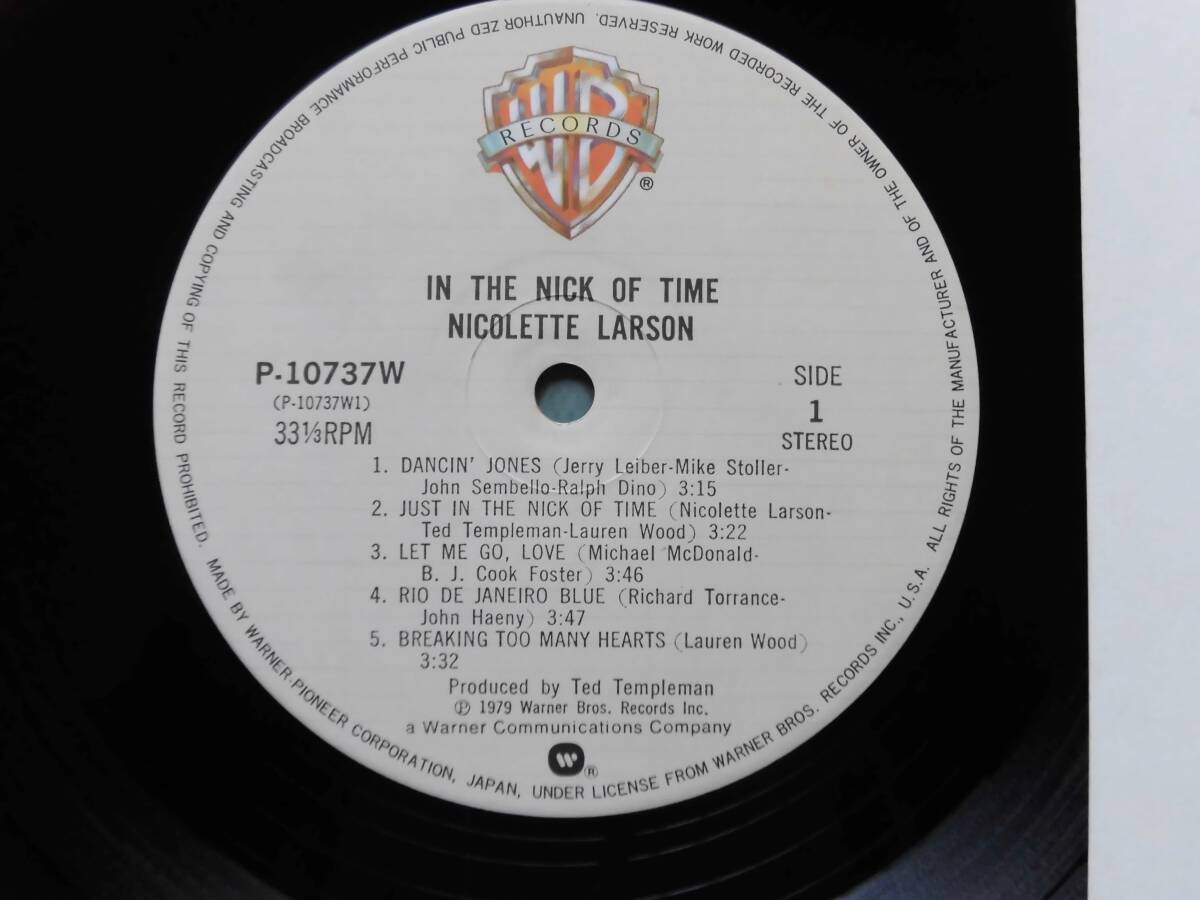 WB
RECORDS
®
IN THE NICK OF TIME
NICOLETTE LARSON
P-10737W
(P-10737W1)
33⅓RPM
SIDE
1
STEREO
1. DANCIN' JONES (Jerry Leiber-Mike Stoller-
John Sembello-Ralph Dino) 3:15
2. JUST IN THE NICK OF TIME (Nicolette Larson-
Ted Templeman-Lauren Wood) 3:22
3. LET ME GO, LOVE (Michael McDonald-
B. J. Cook Foster) 3:46
4. RIO DE JANEIRO BLUE (Richard Torrance-
John Haeny) 3:47
5. BREAKING TOO MANY HEARTS (Lauren Wood)
3:32
Produced by Ted Templeman
℗ 1979 Warner Bros. Records Inc.
a Warner Communications Company
W ®
MADE BY WARNER-PIONEER CORPORATION, JAPAN, UNDER LICENSE FROM WARNER BROS. RECORDS INC., U.S.A. ALL RIGHTS OF THE MANUFACTURER AND OF THE OWNER OF THE RECORDED WORK RESERVED. UNAUTHOR ZED PUBLIC PERFORMANCE BROADCASTING AND COPYING OF THIS RECORD PROHIBITED.